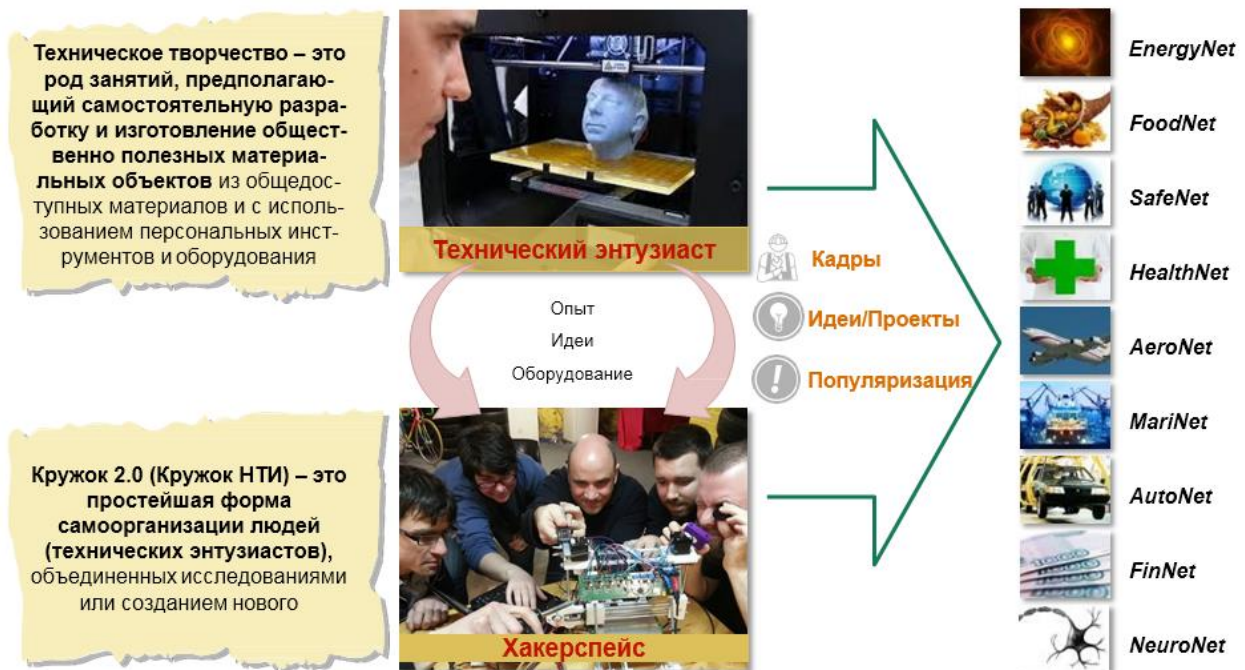 Техническое творчество – это
род занятий, предполагаю-
щий самостоятельную разра-
ботку и изготовление общест-
венно полезных материа-
льных объектов из общедос-
тупных материалов и с исполь-
зованием персональных инст-
рументов и оборудования
Технический энтузиаст
Опыт
Идеи
Оборудование
Кадры
Идеи/Проекты
Популяризация
Кружок 2.0 (Кружок НТИ) – это
простейшая форма
самоорганизации людей
(технических энтузиастов),
объединенных исследованиями
или созданием нового
Хакерспейс
EnergyNet
FoodNet
SafeNet
HealthNet
AeroNet
MariNet
AutoNet
FinNet
NeuroNet